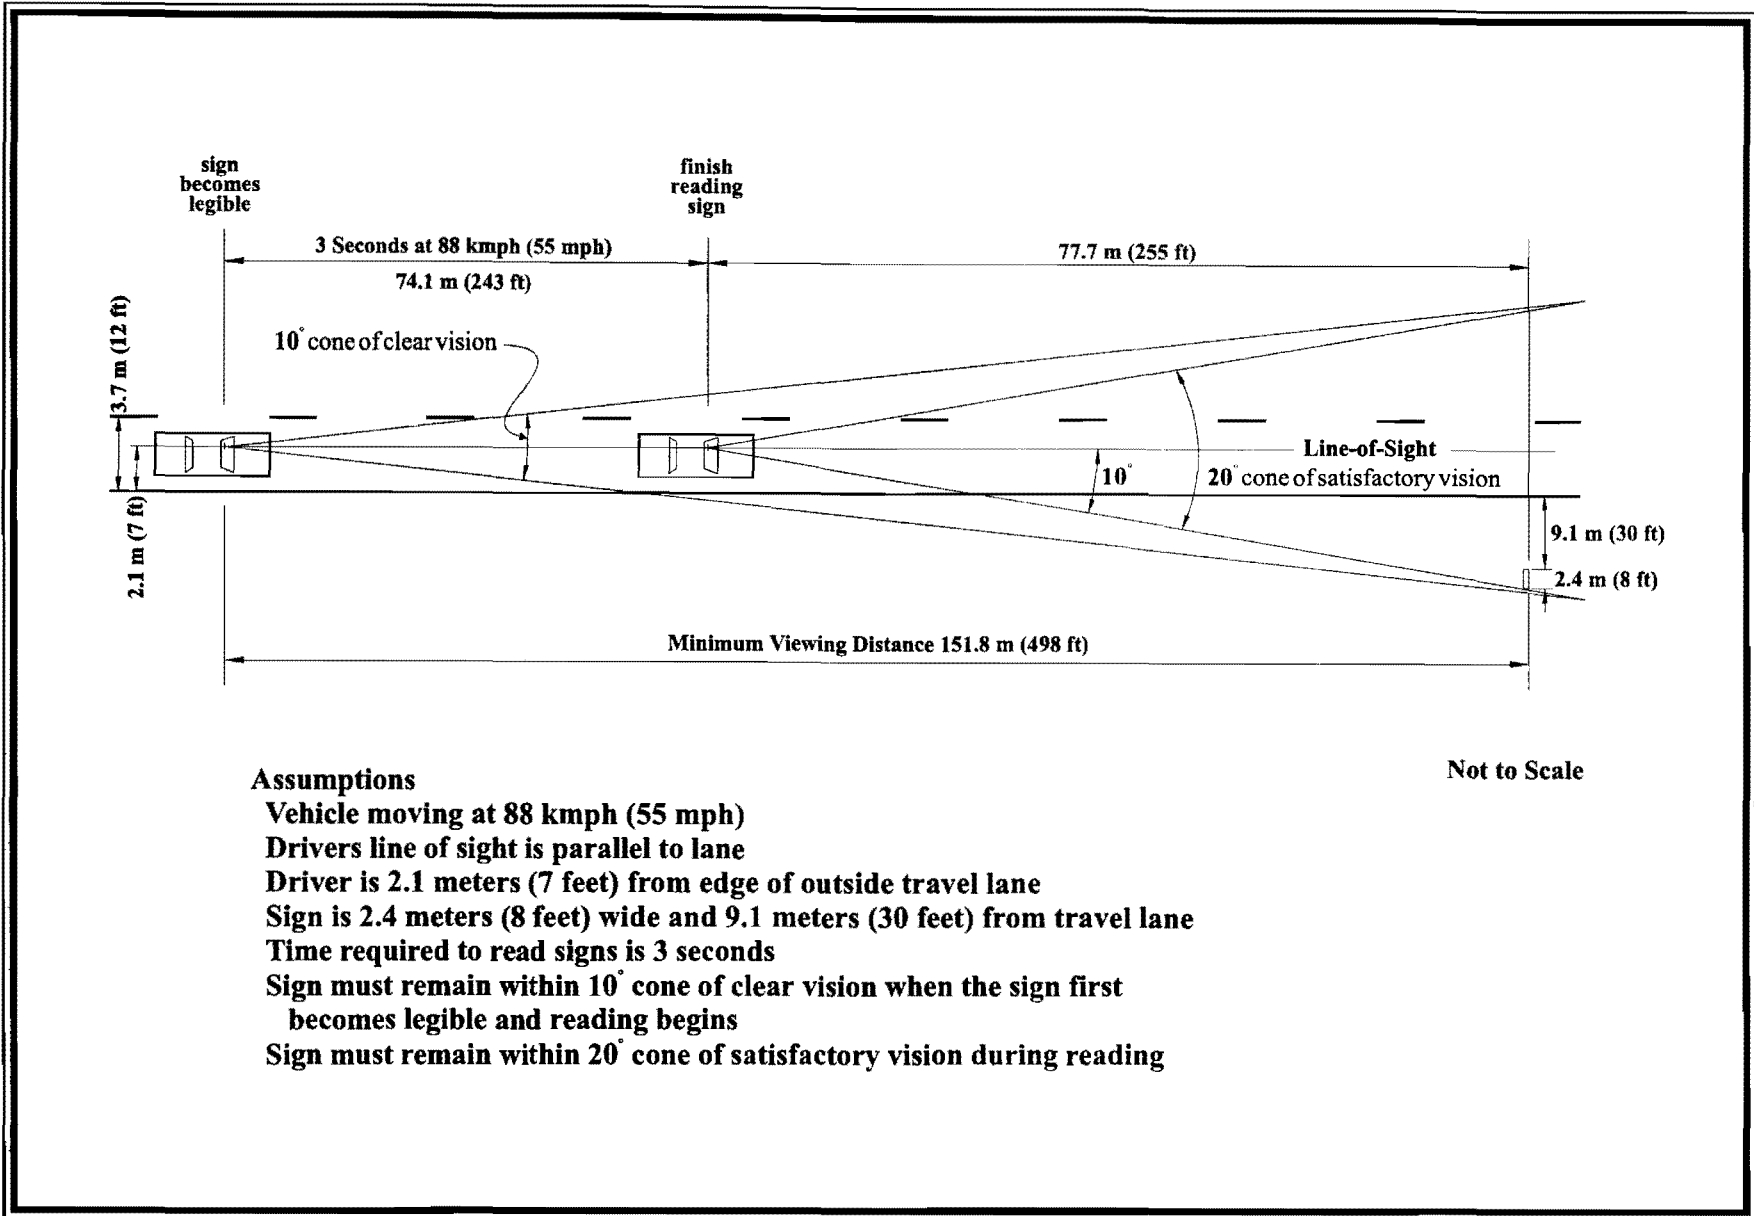 sign
becomes
legible
finish
reading
sign
3 Seconds at 88 kmph (55 mph)
74.1 m (243 ft)
77.7 m (255 ft)
3.7 m (12 ft)
10° cone of clear vision
Line-of-Sight
10°
20° cone of satisfactory vision
2.1 m (7 ft)
9.1 m (30 ft)
2.4 m (8 ft)
Minimum Viewing Distance 151.8 m (498 ft)
Not to Scale
Assumptions
Vehicle moving at 88 kmph (55 mph)
Drivers line of sight is parallel to lane
Driver is 2.1 meters (7 feet) from edge of outside travel lane
Sign is 2.4 meters (8 feet) wide and 9.1 meters (30 feet) from travel lane
Time required to read signs is 3 seconds
Sign must remain within 10° cone of clear vision when the sign first
becomes legible and reading begins
Sign must remain within 20° cone of satisfactory vision during reading